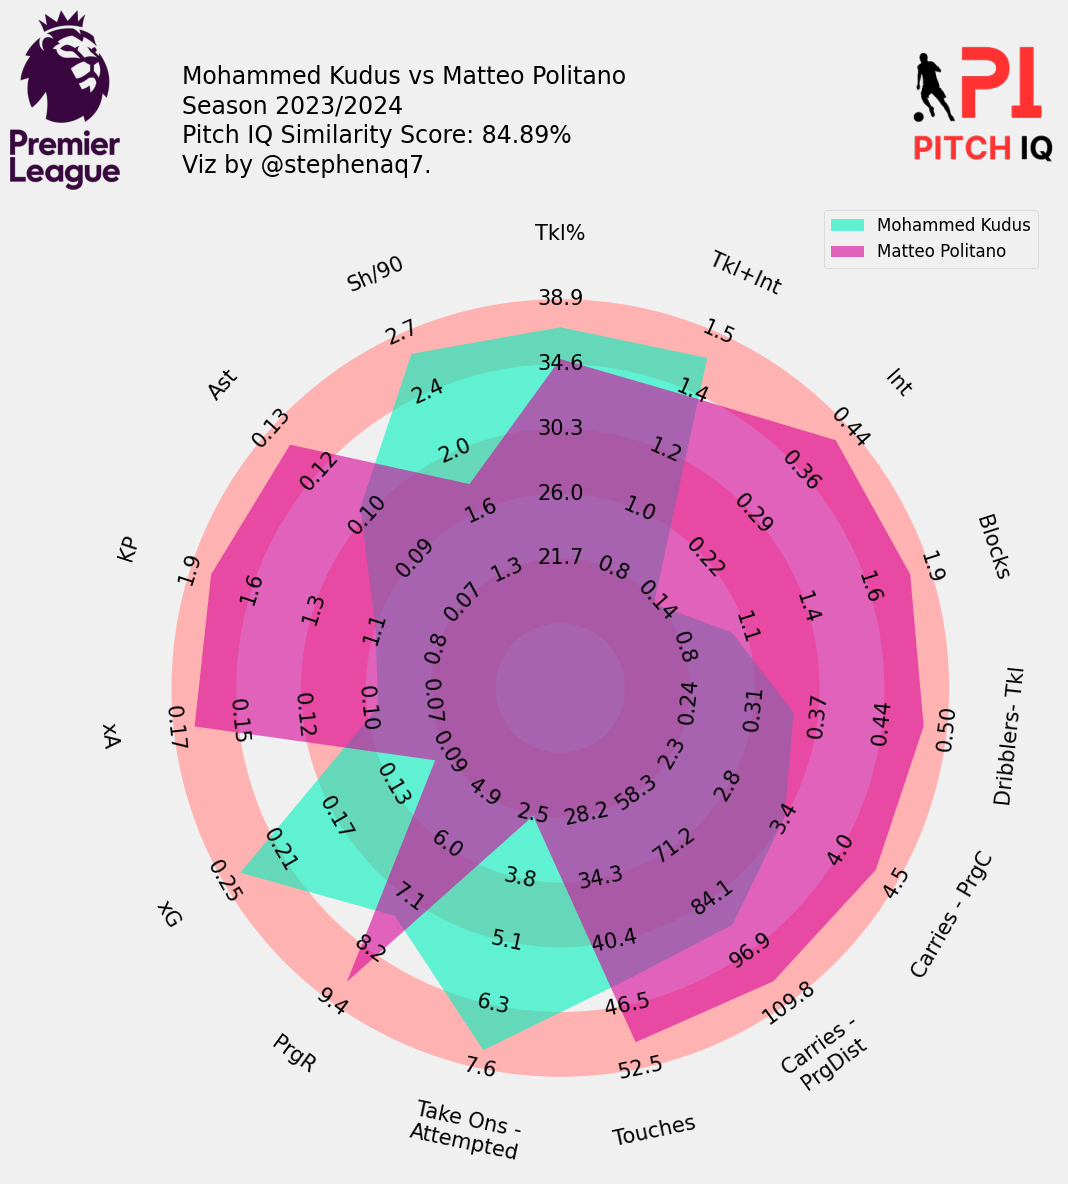 Premier
League
Mohammed Kudus vs Matteo Politano
Season 2023/2024
Pitch IQ Similarity Score: 84.89%
Viz by @stephenaq7.
PI
PITCH IQ
Mohammed Kudus
Matteo Politano
Tkl%
38.9
34.6
30.3
26.0
21.7
Tkl+Int
1.5
1.4
1.2
1.0
0.8
Int
0.44
0.36
0.29
0.22
0.14
Blocks
1.9
1.6
1.4
1.1
0.8
Dribblers- Tkl
0.50
0.44
0.37
0.31
0.24
Carries - PrgC
4.5
4.0
3.4
2.8
2.3
Carries -
PrgDist
109.8
96.9
84.1
71.2
58.3
Touches
52.5
46.5
40.4
34.3
28.2
Take Ons -
Attempted
7.6
6.3
5.1
3.8
2.5
PrgR
9.4
8.2
7.1
6.0
4.9
xG
0.25
0.21
0.17
0.13
0.09
xA
0.17
0.15
0.12
0.10
0.07
KP
1.9
1.6
1.3
1.1
0.8
Ast
0.13
0.12
0.10
0.09
0.07
Sh/90
2.7
2.4
2.0
1.6
1.3